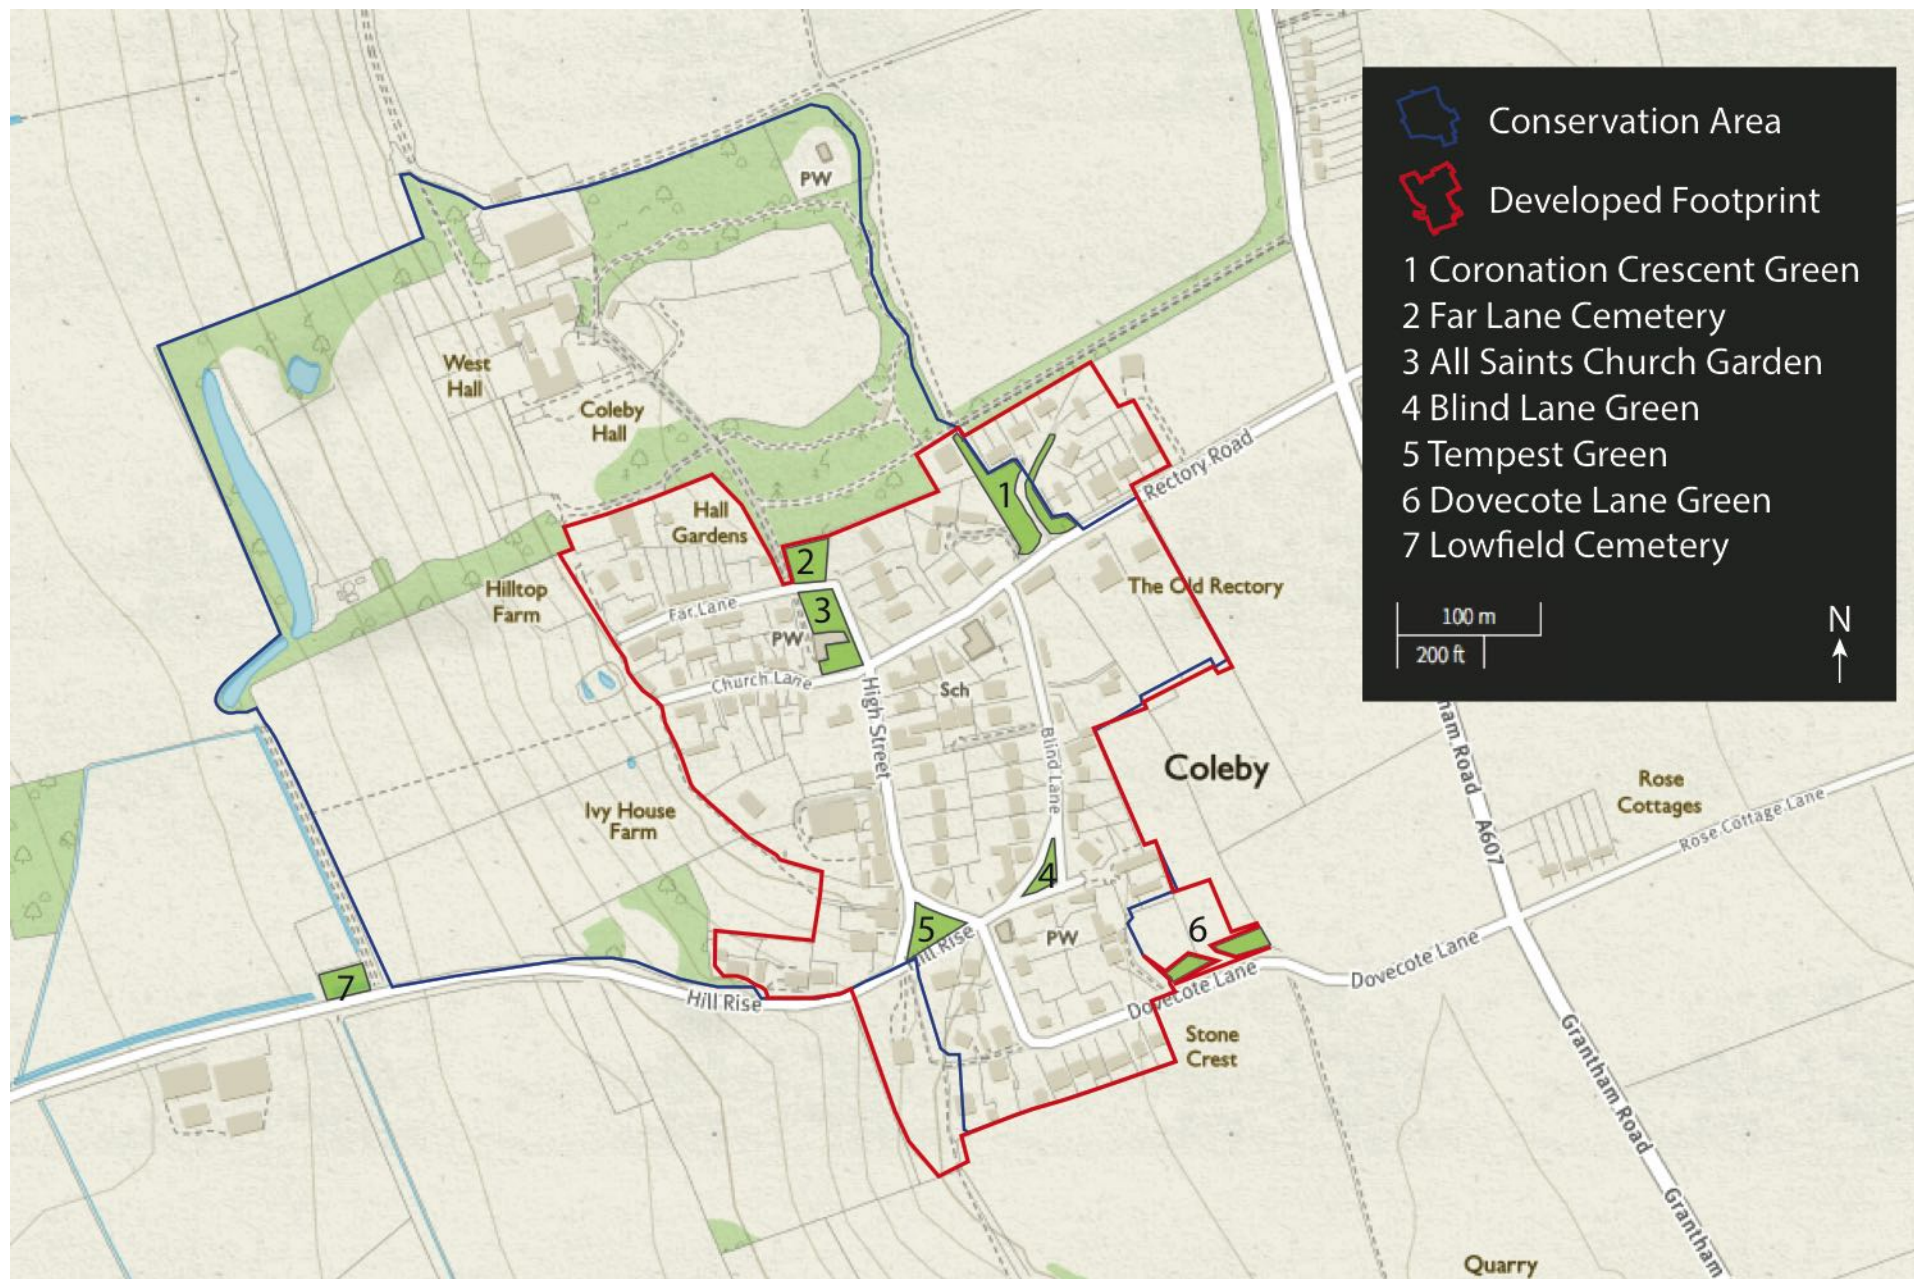 Conservation Area
Developed Footprint
1 Coronation Crescent Green
2 Far Lane Cemetery
3 All Saints Church Garden
4 Blind Lane Green
5 Tempest Green
6 Dovecote Lane Green
7 Lowfield Cemetery
100 m
200 ft
N
PW
West
Hall
Coleby
Hall
Rectory Road
1
Hall
Gardens
2
Hilltop
Farm
Far Lane
3
The Old Rectory
PW
Church Lane
Sch
High Street
Blind Lane
Coleby
Ivy House
Farm
Rose
Cottages
Rose Cottage Lane
A607
4
5
Hill Rise
PW
6
Dovecote Lane
Dovecote Lane
7
Hill Rise
Stone
Crest
Grantham Road
Grantham
Quarry